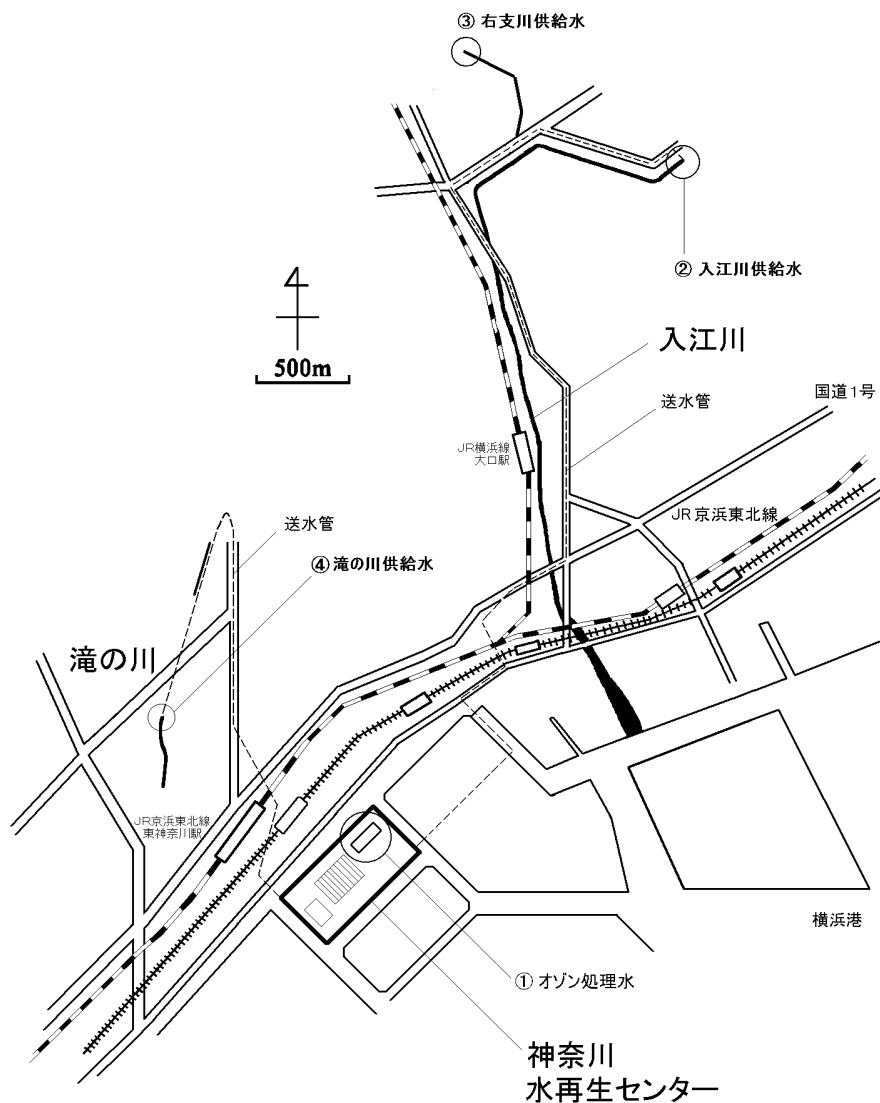 ③ 右支川供給水
② 入江川供給水
500m
入江川
国道1号
送水管
JR横浜線
大口駅
JR京浜東北線
送水管
④滝の川供給水
滝の川
JR京浜東北線
東神奈川駅
横浜港
① オゾン処理水
神奈川
水再生センター